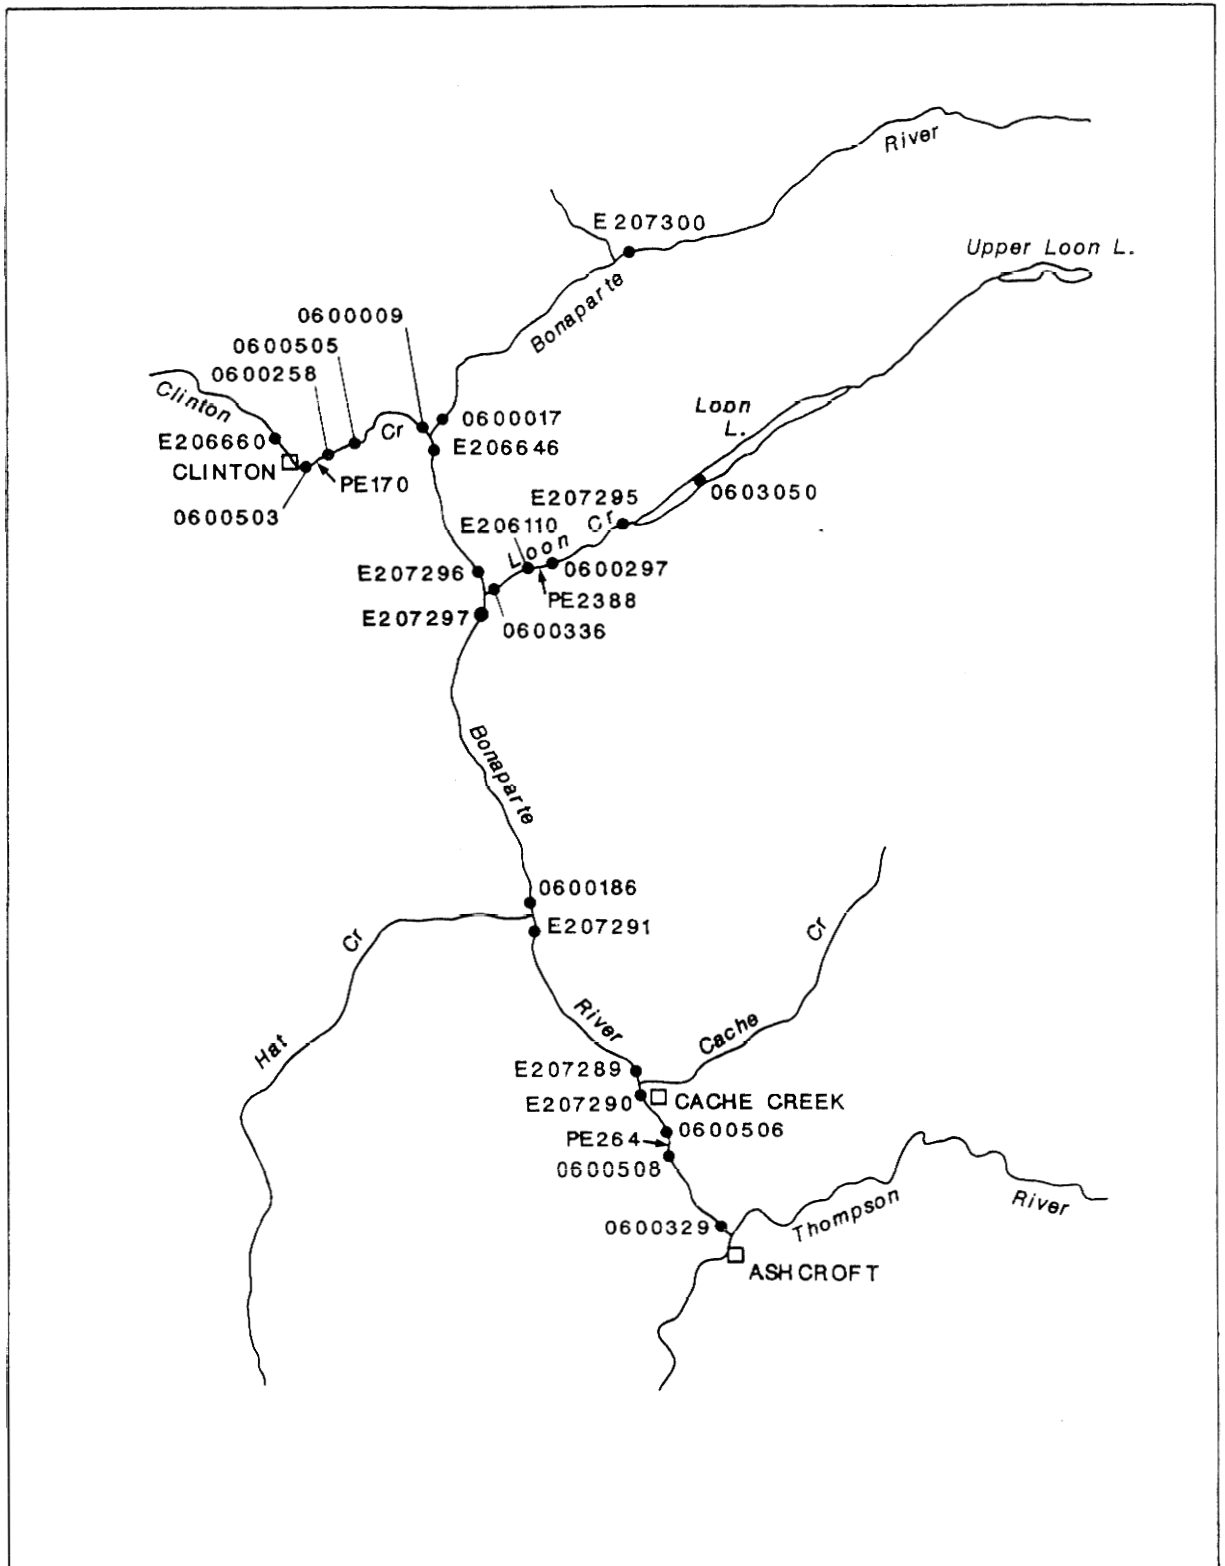 River
E 207300
Upper Loon L.
Bonaparte
0600009
0600505
0600258
Clinton
Loon
L.
0600017
Cr
E206660
E206646
CLINTON
PE170
0603050
E207295
0600503
E206110
Cr
Loon
0600297
E207296
PE2388
E207297
0600336
Bonaparte
0600186
E207291
Cr
Cr
River
Hat
Cache
E207289
E207290
CACHE CREEK
0600506
PE264
0600508
Thompson
River
0600329
ASHCROFT